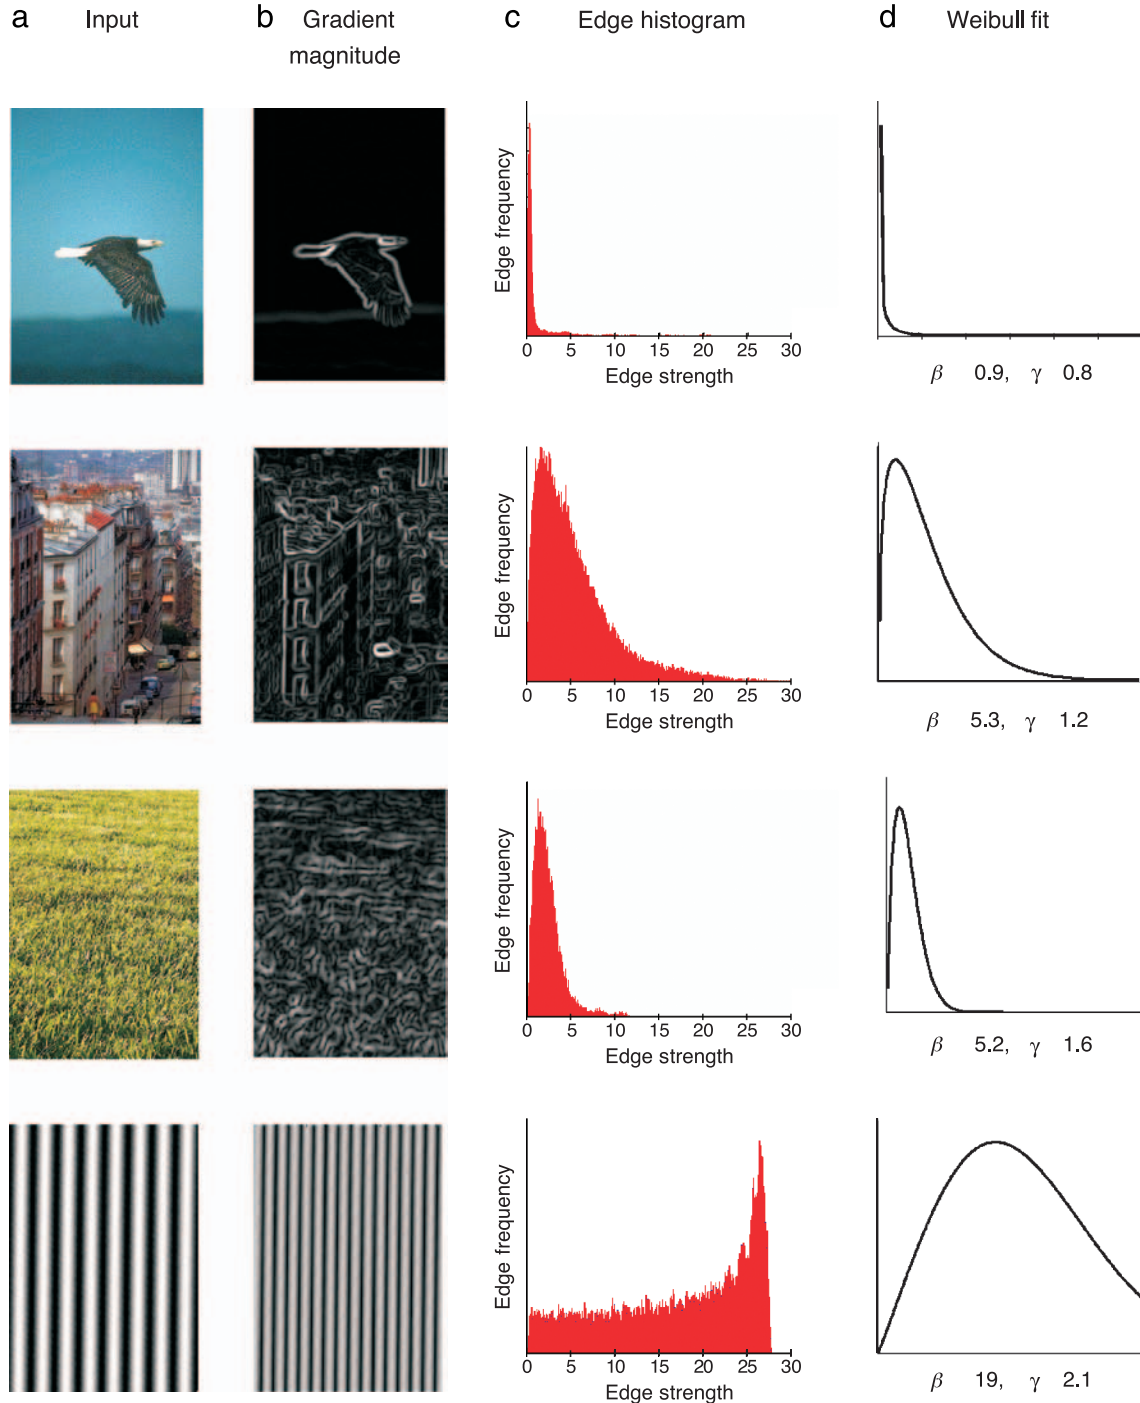 a Input b Gradient magnitude c Edge histogram d Weibull fit
Edge frequency
0 5 10 15 20 25 30
Edge strength
β 0.9, γ 0.8
Edge frequency
0 5 10 15 20 25 30
Edge strength
β 5.3, γ 1.2
Edge frequency
0 5 10 15 20 25 30
Edge strength
β 5.2, γ 1.6
Edge frequency
0 5 10 15 20 25 30
Edge strength
β 19, γ 2.1